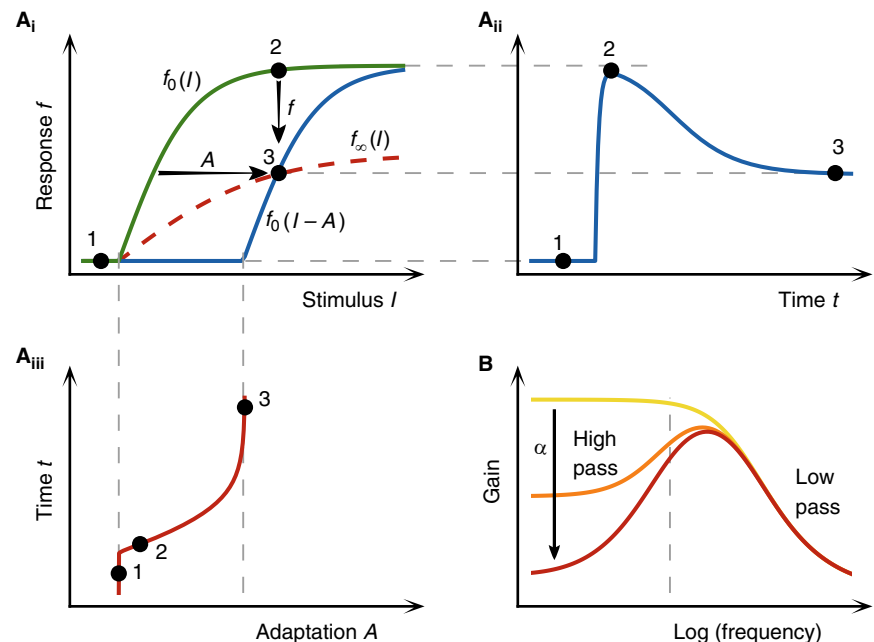 Ai
Response f
f0(I)
2
f
A
3
f∞(I)
f0(I–A)
1
Stimulus I
Aii
2
3
1
Time t
Aiii
Time t
3
2
1
Adaptation A
B
Gain
α
High
pass
Low
pass
Log (frequency)